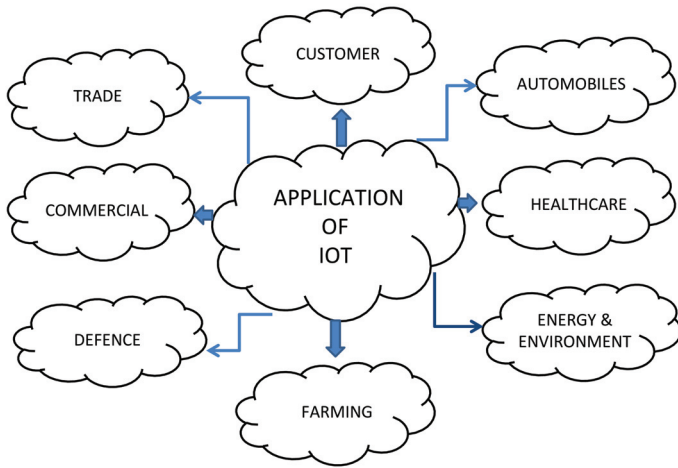 CUSTOMER
TRADE
AUTOMOBILES
APPLICATION
OF
IOT
COMMERCIAL
HEALTHCARE
DEFENCE
ENERGY &
ENVIRONMENT
FARMING